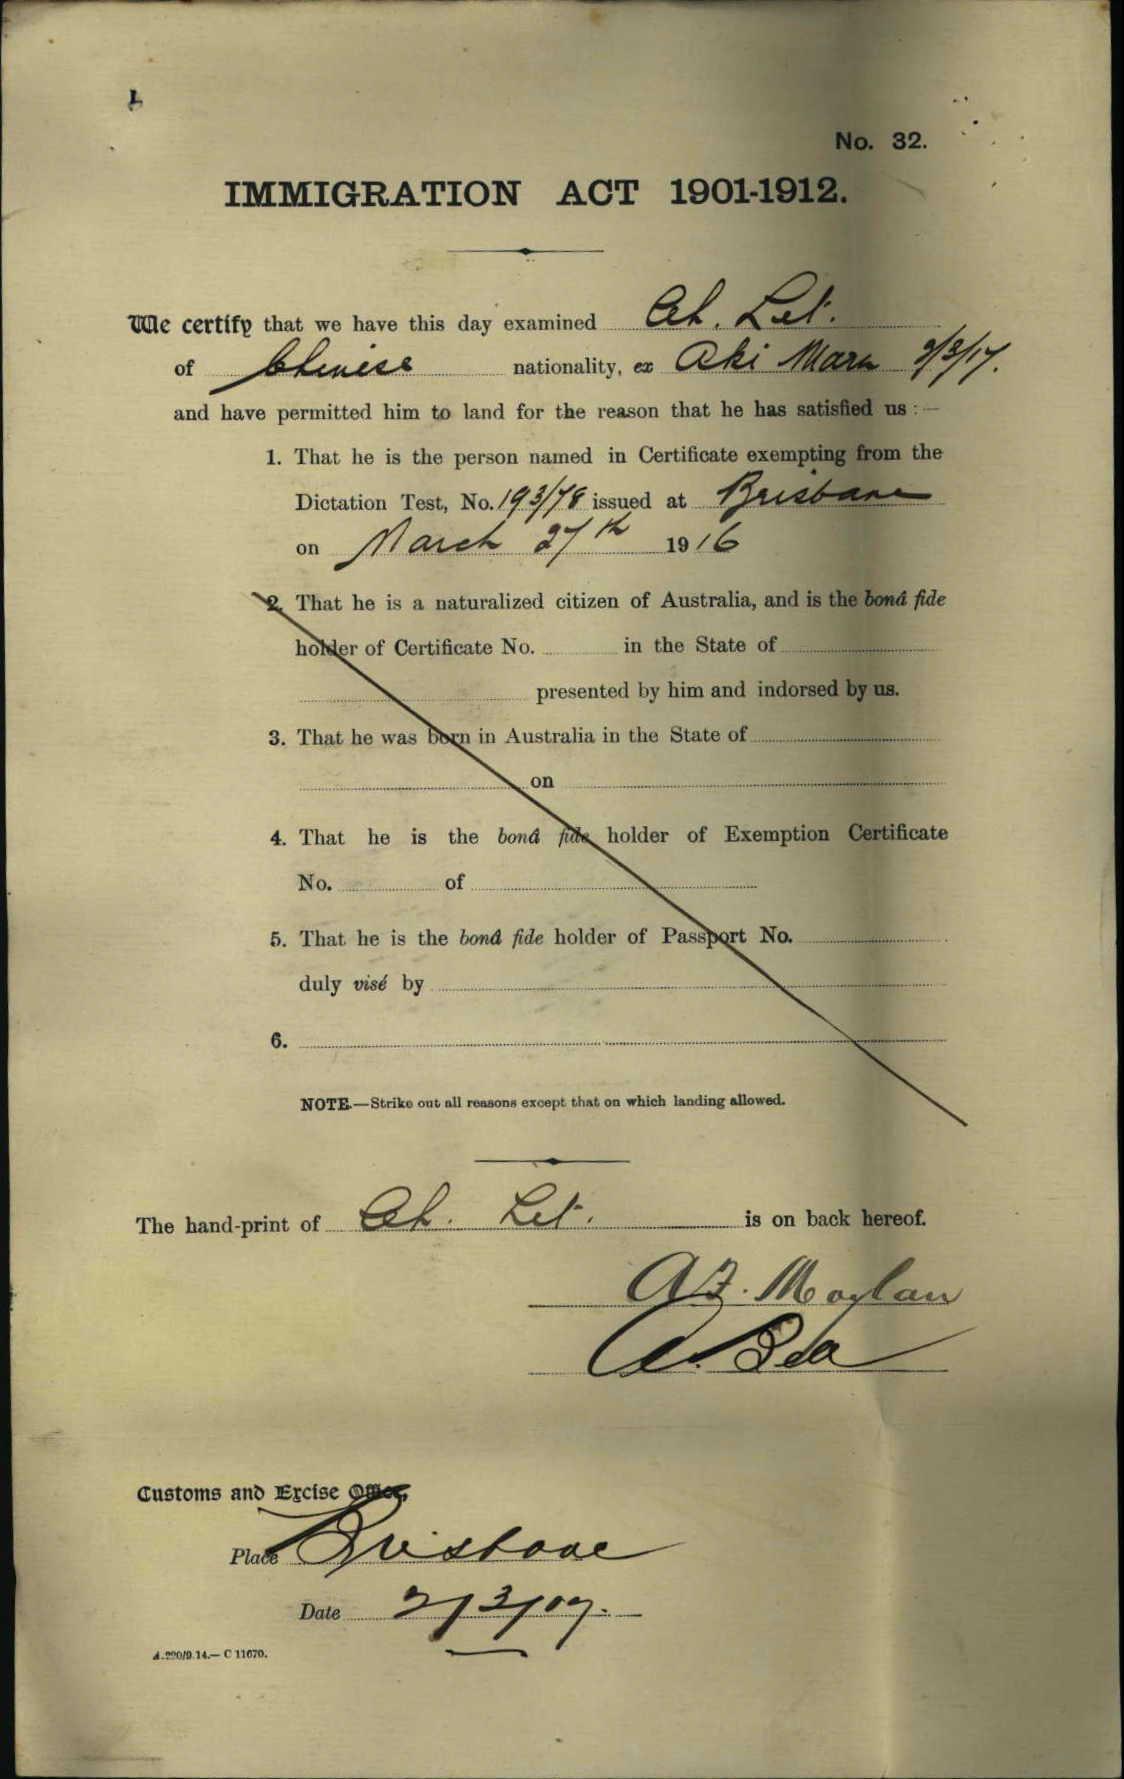 No. 32.
IMMIGRATION ACT 1901-1912.
We certify that we have this day examined Ah. Let.
of Chinese nationality, ex Aki Maru 2/3/17.
and have permitted him to land for the reason that he has satisfied us :—
1. That he is the person named in Certificate exempting from the
Dictation Test, No. 193/78 issued at Brisbane
on March 27th 1916
2. That he is a naturalized citizen of Australia, and is the bonâ fide
holder of Certificate No. in the State of
presented by him and indorsed by us.
3. That he was born in Australia in the State of
on
4. That he is the bonâ fide holder of Exemption Certificate
No. of
5. That he is the bonâ fide holder of Passport No.
duly visé by
6.
NOTE.—Strike out all reasons except that on which landing allowed.
The hand-print of Ah. Let. is on back hereof.
A.F. Moylan
Customs and Excise Office,
Place Brisbane
Date 2/3/17.
A.290/9.14.—C 11670.